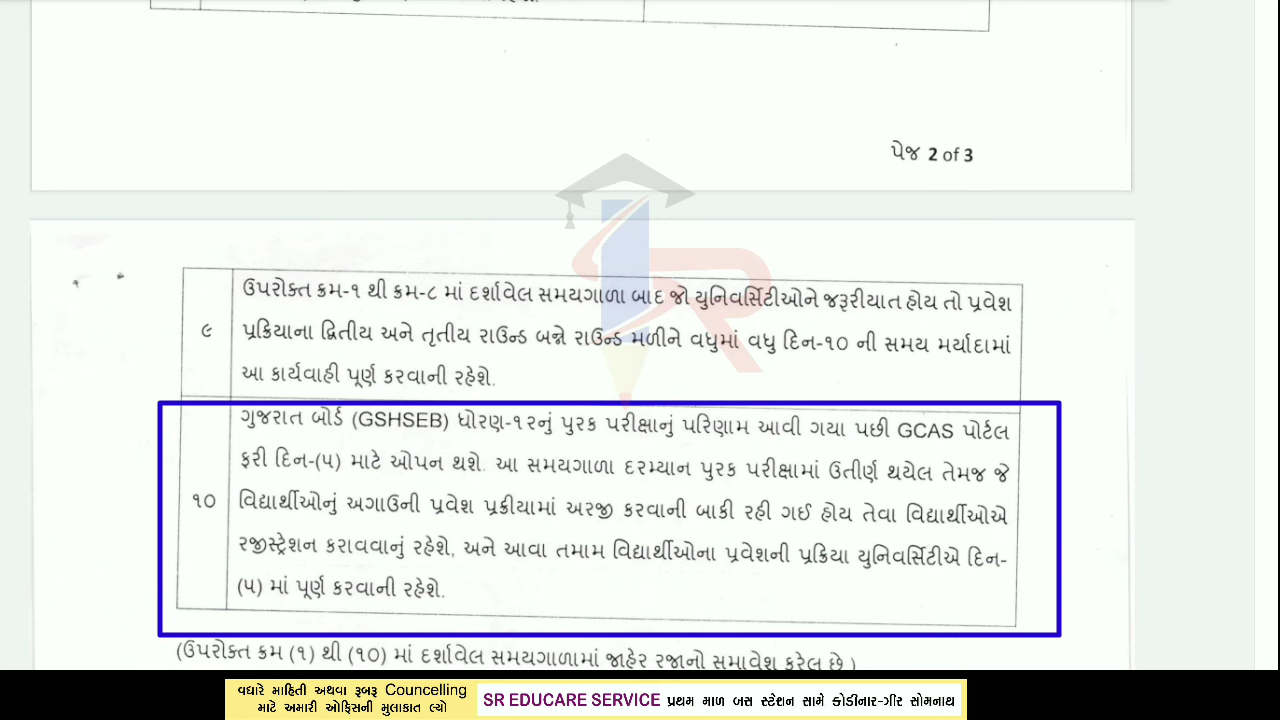 પેજ 2 of 3
ઉપરોક્ત ક્રમ-૧ થી ક્રમ-૮ માં દર્શાવેલ સમયગાળા બાદ જો યુનિવર્સિટીઓને જરૂરીયાત હોય તો પ્રવેશ
૯ પ્રક્રિયાના દ્વિતીય અને તૃતીય રાઉન્ડ બન્ને રાઉન્ડ મળીને વધુમાં વધુ દિન-૧૦ ની સમય મર્યાદામાં
આ કાર્યવાહી પૂર્ણ કરવાની રહેશે.
ગુજરાત બોર્ડ (GSHSEB) ધોરણ-૧૨નું પુરક પરીક્ષાનું પરિણામ આવી ગયા પછી GCAS પોર્ટલ
ફરી દિન-(૫) માટે ઓપન થશે. આ સમયગાળા દરમ્યાન પુરક પરીક્ષામાં ઉતીર્ણ થયેલ તેમજ જે
૧૦ વિદ્યાર્થીઓનું અગાઉની પ્રવેશ પ્રક્રીયામાં અરજી કરવાની બાકી રહી ગઈ હોય તેવા વિદ્યાર્થીઓએ
રજીસ્ટ્રેશન કરાવવાનું રહેશે, અને આવા તમામ વિદ્યાર્થીઓના પ્રવેશની પ્રક્રિયા યુનિવર્સિટીએ દિન-
(૫) માં પૂર્ણ કરવાની રહેશે.
(ઉપરોક્ત ક્રમ (૧) થી (૧૦) માં દર્શાવેલ સમયગાળામાં જાહેર રજાનો સમાવેશ કરેલ છે.)
વધારે માહિતી અથવા રૂબરૂ Councelling
માટે અમારી ઓફિસની મુલાકાત લ્યો
SR EDUCARE SERVICE પ્રથમ માળ બસ સ્ટેશન સામે કોડીનાર-ગીર સોમનાથ